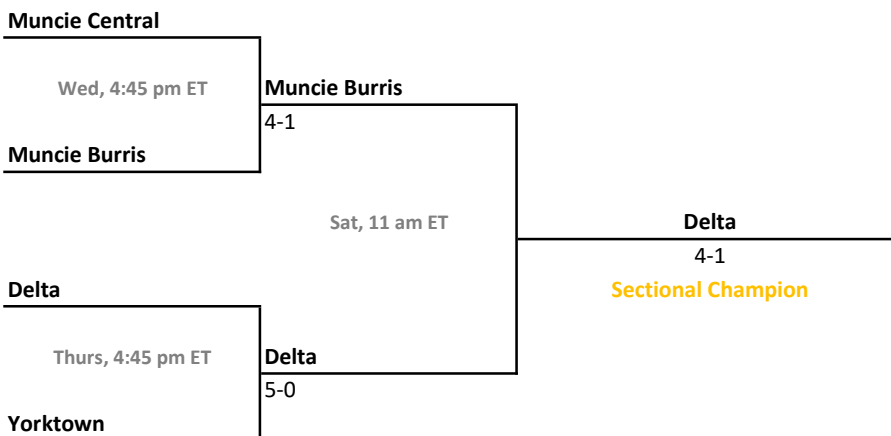 Muncie Central
Wed, 4:45 pm ET
Muncie Burris
4-1
Muncie Burris
Sat, 11 am ET
Delta
4-1
Sectional Champion
Delta
Thurs, 4:45 pm ET
Delta
5-0
Yorktown